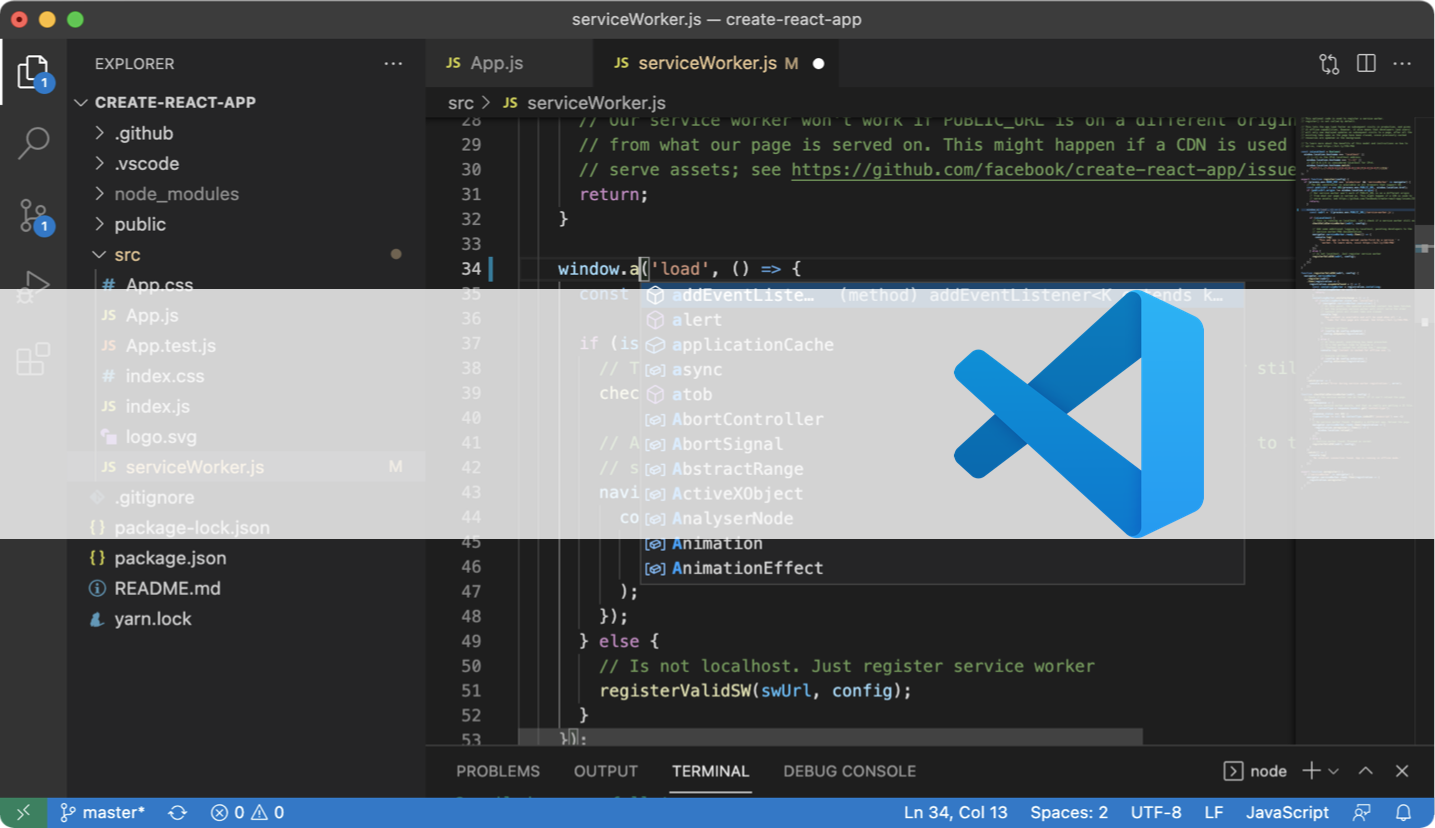 serviceWorker.js — create-react-app
EXPLORER
CREATE-REACT-APP
.github
.vscode
node_modules
public
src
App.css
App.js
App.test.js
index.css
index.js
logo.svg
serviceWorker.js M
.gitignore
package-lock.json
package.json
README.md
yarn.lock
1
1
JS App.js
JS serviceWorker.js M
src > JS serviceWorker.js
28 // Our service worker won't work if PUBLIC_URL is on a different origin
29 // from what our page is served on. This might happen if a CDN is used
30 // serve assets; see https://github.com/facebook/create-react-app/issue
31 return;
32 }
33
34 window.a('load', () => {
35 const
36
37 if (is
38 // T
39 chec
40
41 // A to t
42 // s
43 navi
44 co
45
46
47 );
48 });
49 } else {
50 // Is not localhost. Just register service worker
51 registerValidSW(swUrl, config);
52 }
53 });
addEventListe… (method) addEventListener<K
alert
applicationCache
async
atob
AbortController
AbortSignal
AbstractRange
ActiveXObject
AnalyserNode
Animation
AnimationEffect
PROBLEMS OUTPUT TERMINAL DEBUG CONSOLE node
master* 0 0 Ln 34, Col 13 Spaces: 2 UTF-8 LF JavaScript